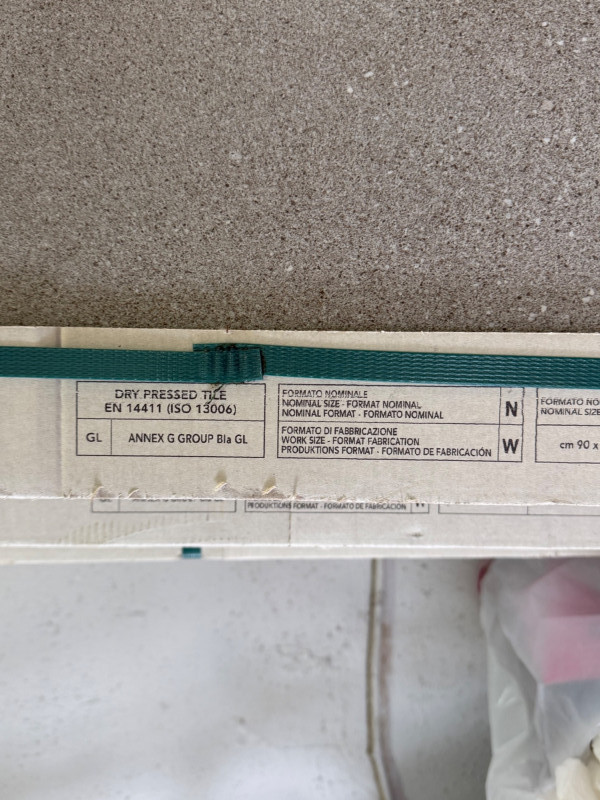 DRY PRESSED TILE
EN 14411 (ISO 13006)
GL
ANNEX G GROUP BIa GL
FORMATO NOMINALE
NOMINAL SIZE - FORMAT NOMINAL
NOMINAL FORMAT - FORMATO NOMINAL
N
FORMATO DI FABBRICAZIONE
WORK SIZE - FORMAT FABRICATION
PRODUKTIONS FORMAT - FORMATO DE FABRICACIÓN
W
FORMATO NO
NOMINAL SIZE
cm 90 x
PRODUKTIONS FORMAT - FORMATO DE FABRICACIÓN